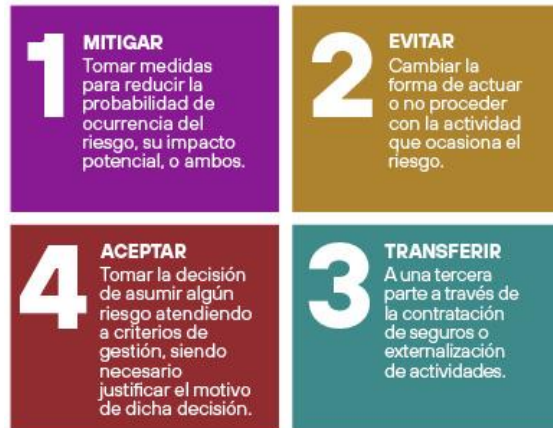 1
MITIGAR
Tomar medidas
para reducir la
probabilidad de
ocurrencia del
riesgo, su impacto
potencial, o ambos.
2
EVITAR
Cambiar la
forma de actuar
o no proceder
con la actividad
que ocasiona el
riesgo.
4
ACEPTAR
Tomar la decisión
de asumir algún
riesgo atendiendo
a criterios de
gestión, siendo
necesario
justificar el motivo
de dicha decisión.
3
TRANSFERIR
A una tercera
parte a través de
la contratación
de seguros o
externalización
de actividades.